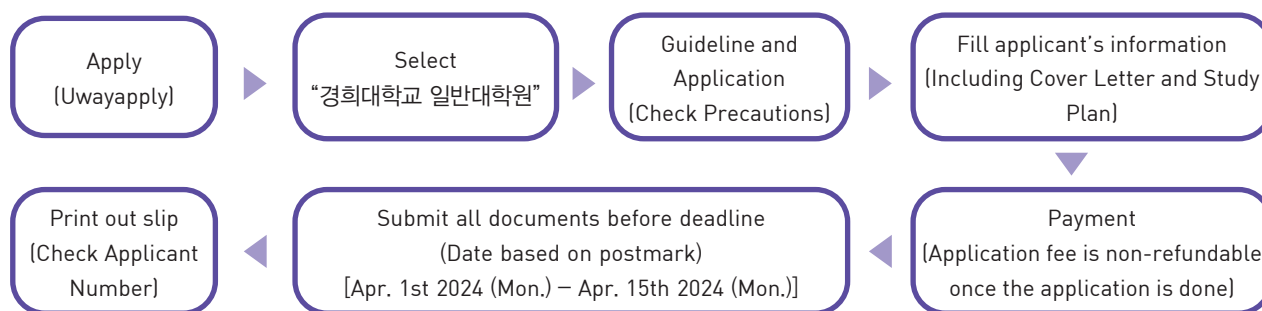 Apply
(Uwayapply)
Select
“경희대학교 일반대학원”
Guideline and
Application
(Check Precautions)
Fill applicant’s information
(Including Cover Letter and Study
Plan)
Payment
(Application fee is non-refundable
once the application is done)
Submit all documents before deadline
(Date based on postmark)
[Apr. 1st 2024 (Mon.) – Apr. 15th 2024 (Mon.)]
Print out slip
(Check Applicant
Number)